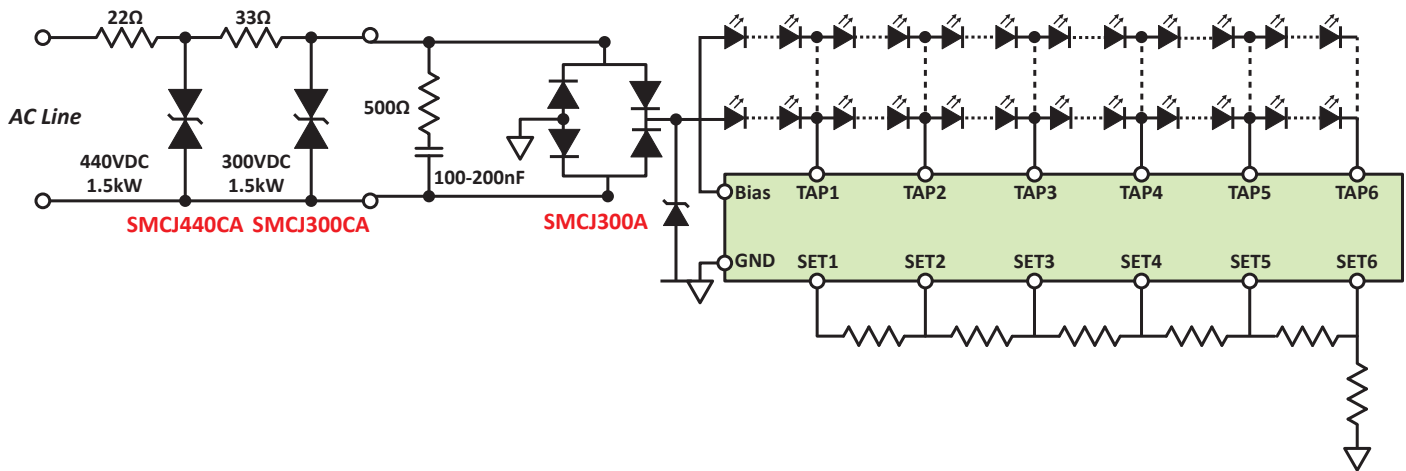 22Ω
33Ω
AC Line
440VDC
1.5kW
300VDC
1.5kW
SMCJ440CA
SMCJ300CA
500Ω
100-200nF
SMCJ300A
Bias
TAP1
TAP2
TAP3
TAP4
TAP5
TAP6
GND
SET1
SET2
SET3
SET4
SET5
SET6